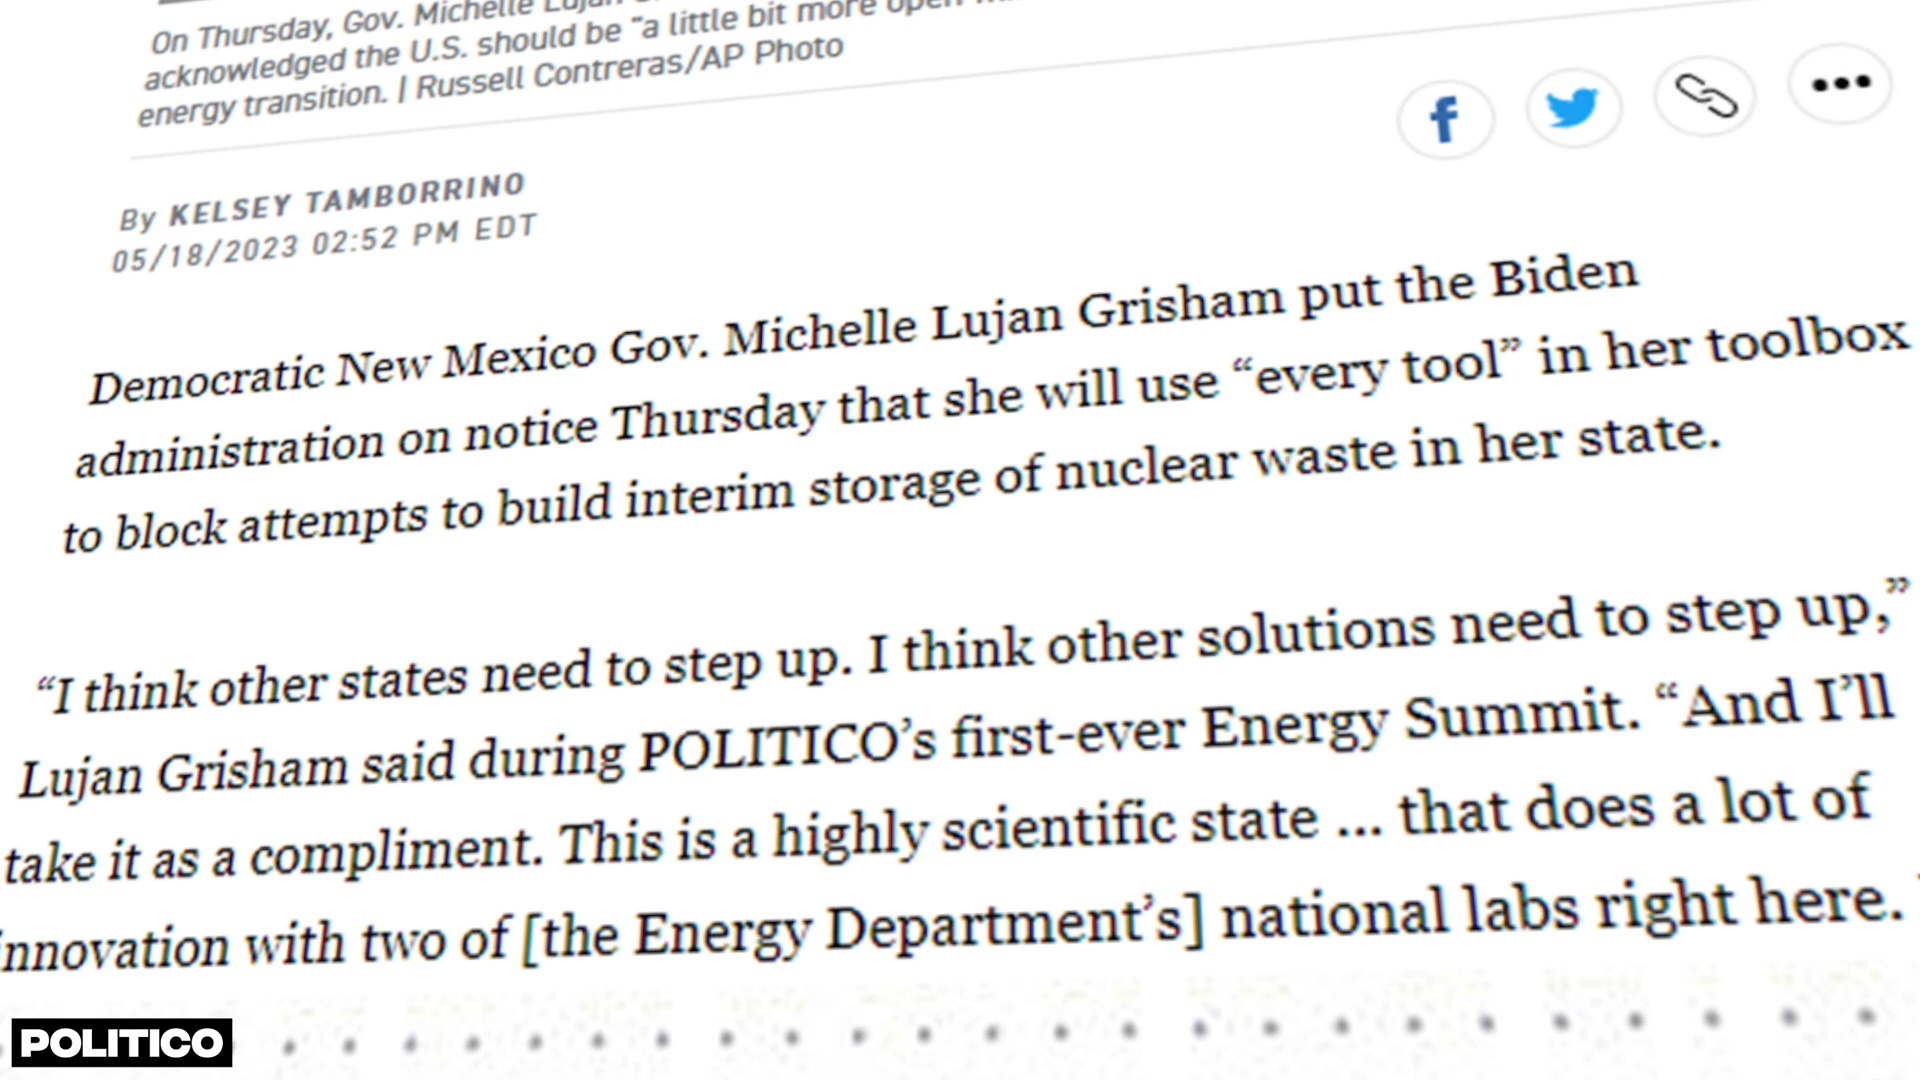 On Thursday, Gov. Michelle Lujan
acknowledged the U.S. should be "a little bit more open
energy transition. | Russell Contreras/AP Photo
By KELSEY TAMBORRINO
05/18/2023 02:52 PM EDT
Democratic New Mexico Gov. Michelle Lujan Grisham put the Biden
administration on notice Thursday that she will use “every tool” in her toolbox
to block attempts to build interim storage of nuclear waste in her state.
“I think other states need to step up. I think other solutions need to step up,”
Lujan Grisham said during POLITICO’s first-ever Energy Summit. “And I’ll
take it as a compliment. This is a highly scientific state ... that does a lot of
innovation with two of [the Energy Department’s] national labs right here.
POLITICO